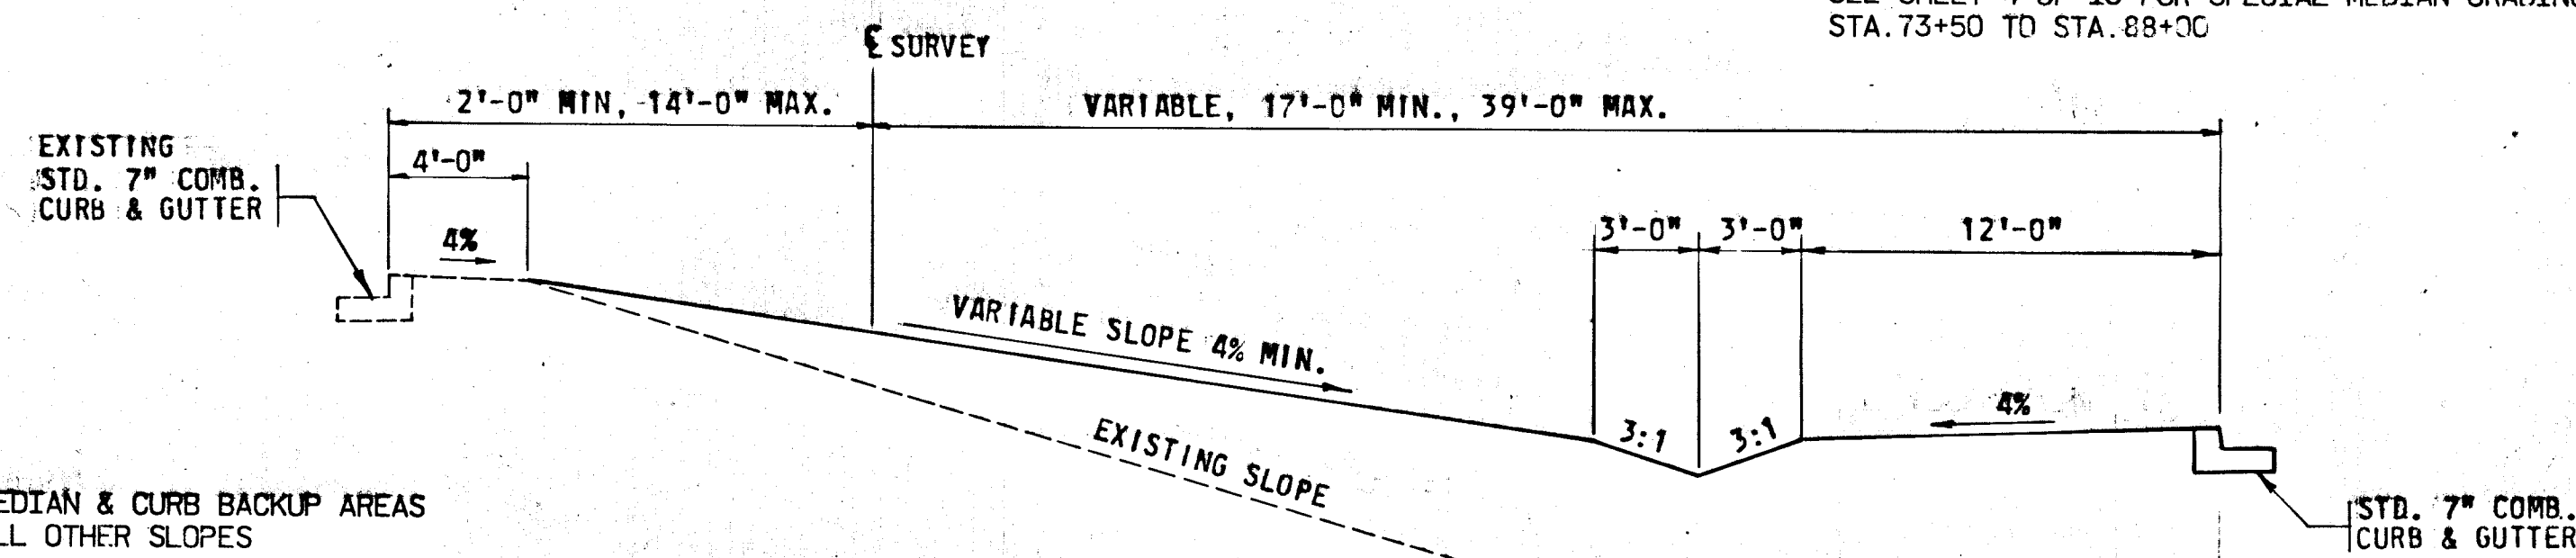 STA.73+50 TO STA.88+00
℄ SURVEY
2'-0" MIN, 14'-0" MAX.
VARIABLE, 17'-0" MIN., 39'-0" MAX.
EXISTING
STD. 7" COMB.
CURB & GUTTER
4'-0"
3'-0"
3'-0"
12'-0"
4%
VARIABLE SLOPE 4% MIN.
4%
3:1
3:1
EXISTING SLOPE
EDIAN & CURB BACKUP AREAS
LL OTHER SLOPES
STD. 7" COMB.
CURB & GUTTER